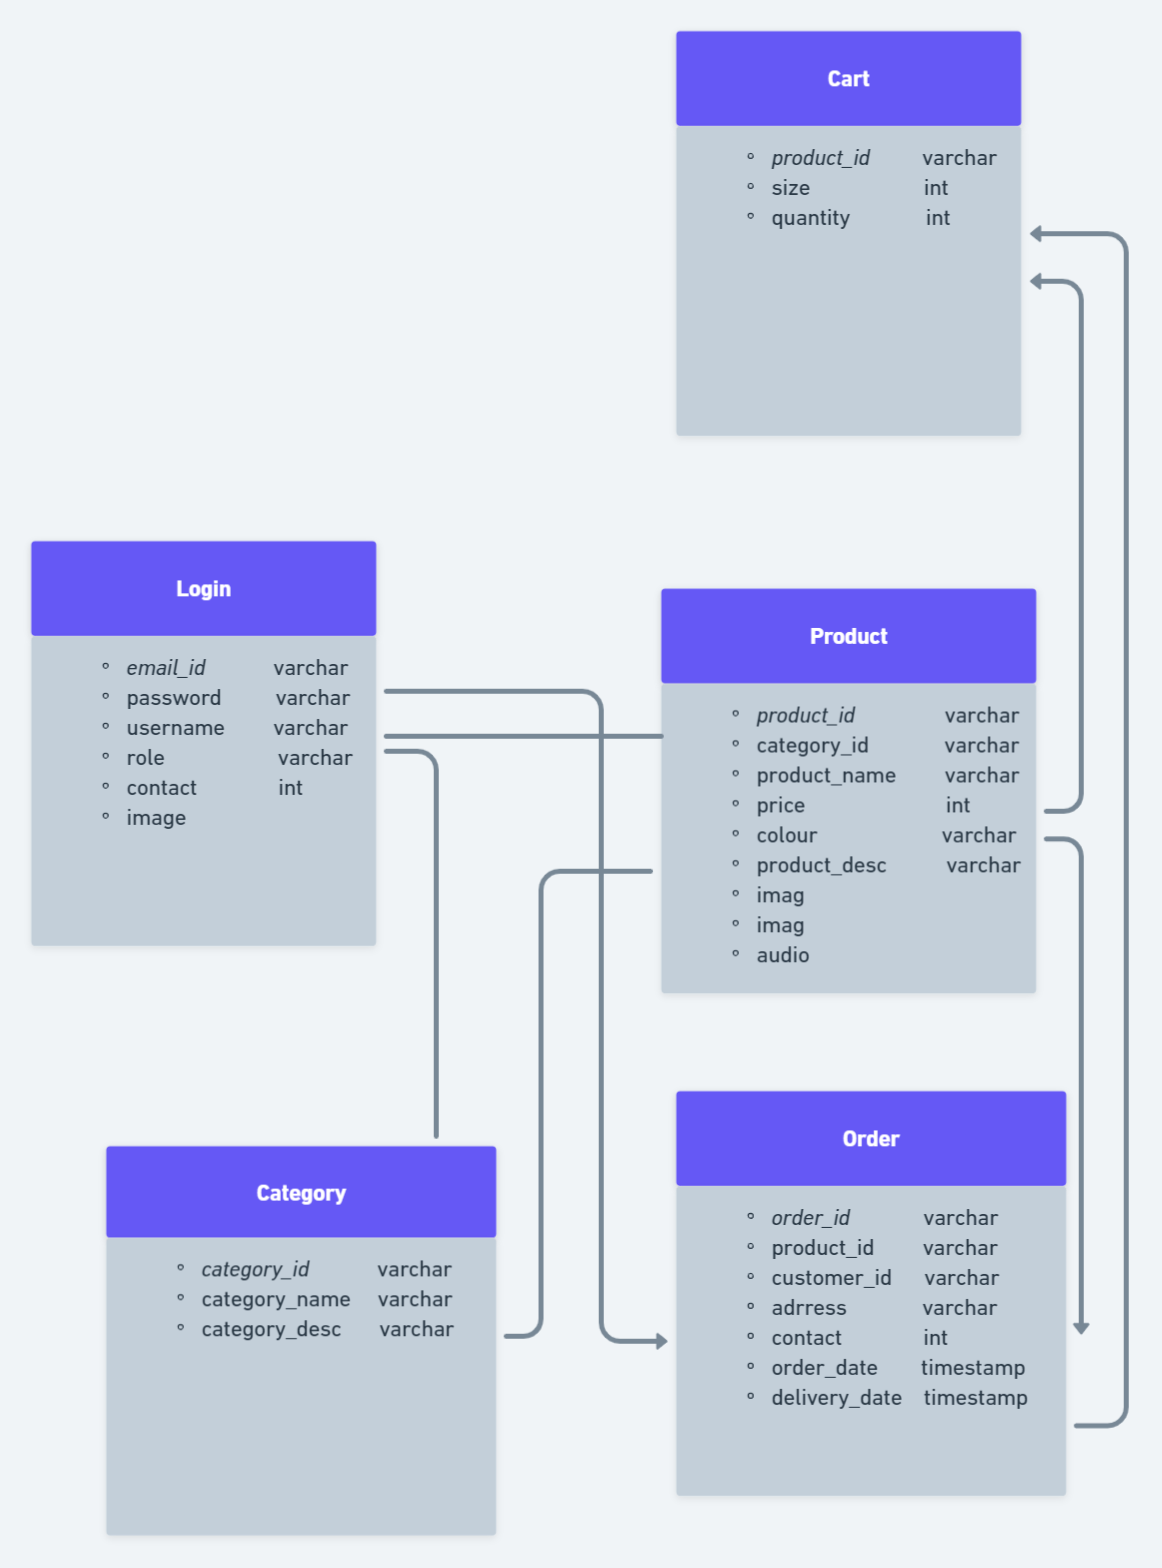 Cart
product_id varchar
size int
quantity int
Login
email_id varchar
password varchar
username varchar
role varchar
contact int
image
Product
product_id varchar
category_id varchar
product_name varchar
price int
colour varchar
product_desc varchar
imag
imag
audio
Category
category_id varchar
category_name varchar
category_desc varchar
Order
order_id varchar
product_id varchar
customer_id varchar
adrress varchar
contact int
order_date timestamp
delivery_date timestamp